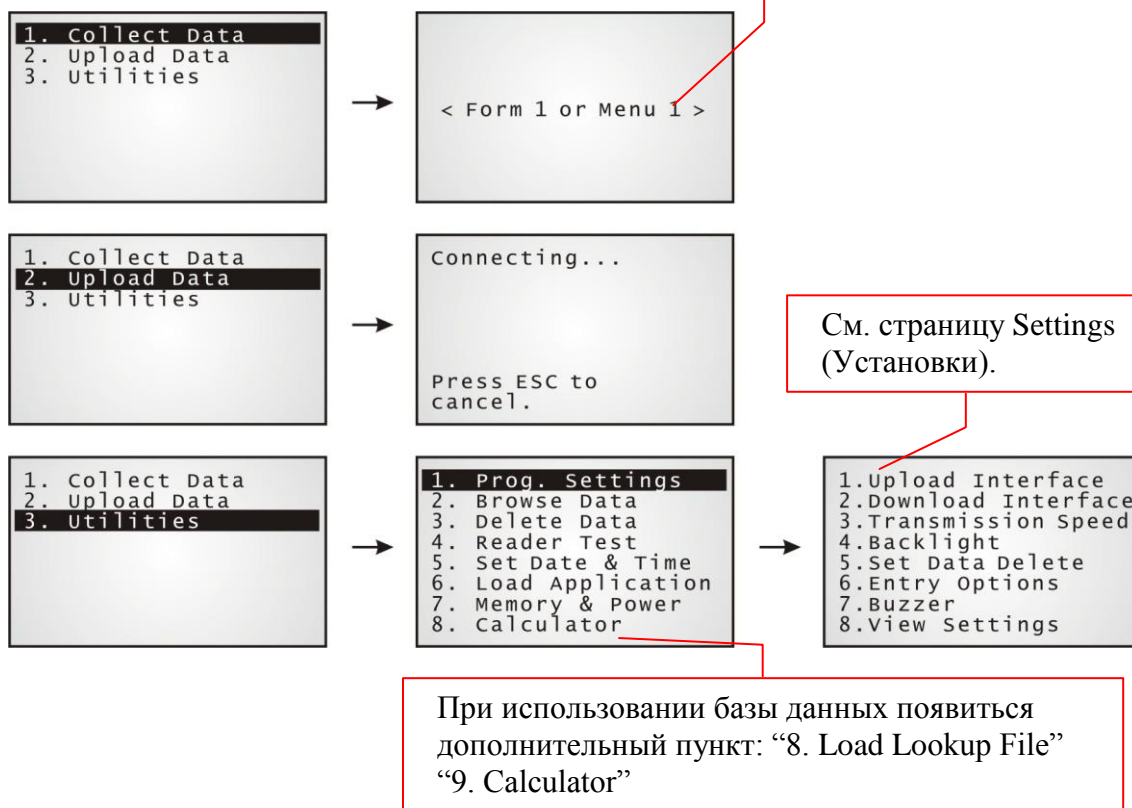 1. Collect Data
2. Upload Data
3. Utilities
< Form 1 or Menu 1 >
1. Collect Data
2. Upload Data
3. Utilities
Connecting...
Press ESC to
cancel.
См. страницу Settings
(Установки).
1. Collect Data
2. Upload Data
3. Utilities
1. Prog. Settings
2. Browse Data
3. Delete Data
4. Reader Test
5. Set Date & Time
6. Load Application
7. Memory & Power
8. Calculator
1.Upload Interface
2.Download Interface
3.Transmission Speed
4.Backlight
5.Set Data Delete
6.Entry Options
7.Buzzer
8.View Settings
При использовании базы данных появиться
дополнительный пункт: “8. Load Lookup File”
“9. Calculator”